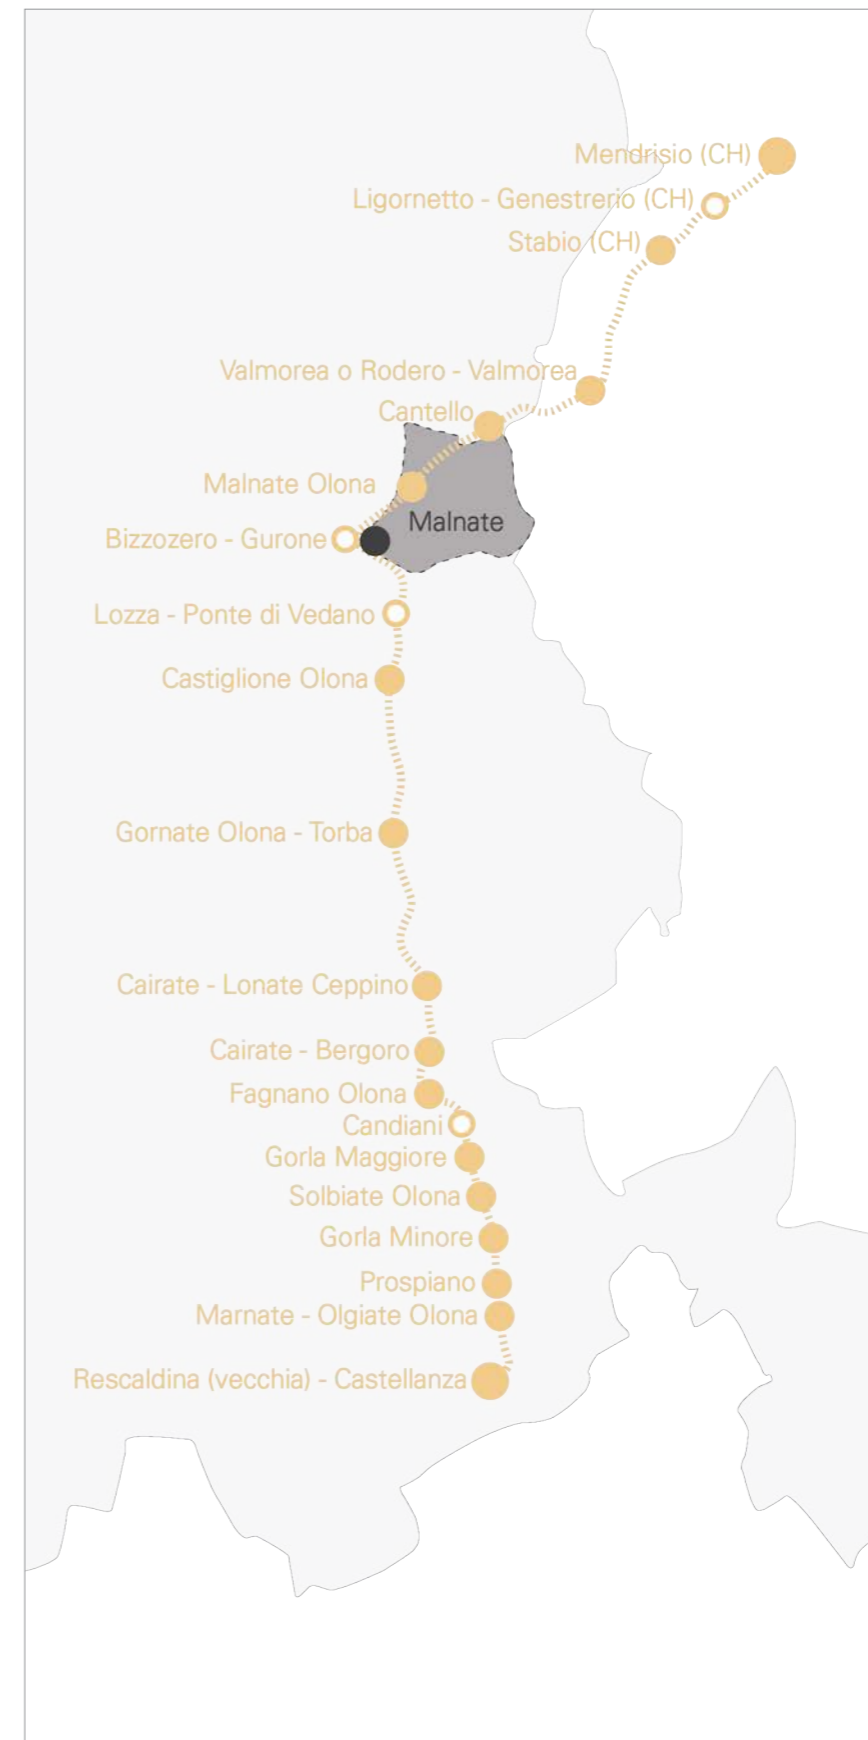 Mendrisio (CH)
Ligornetto - Genestrerio (CH)
Stabio (CH)
Valmorea o Rodero - Valmorea
Cantello
Malnate Olona
Malnate
Bizzozero - Gurone
Lozza - Ponte di Vedano
Castiglione Olona
Gornate Olona - Torba
Cairate - Lonate Ceppino
Cairate - Bergoro
Fagnano Olona
Candiani
Gorla Maggiore
Solbiate Olona
Gorla Minore
Prospiano
Marnate - Olgiate Olona
Rescaldina (vecchia) - Castellanza